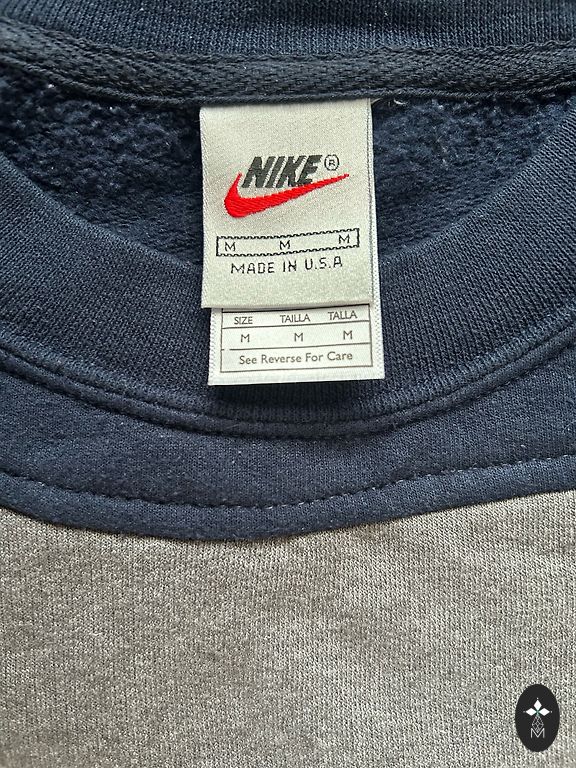 NIKE®
M M M
MADE IN U.S.A
SIZE TAILLA TALLA
M M M
See Reverse For Care
M